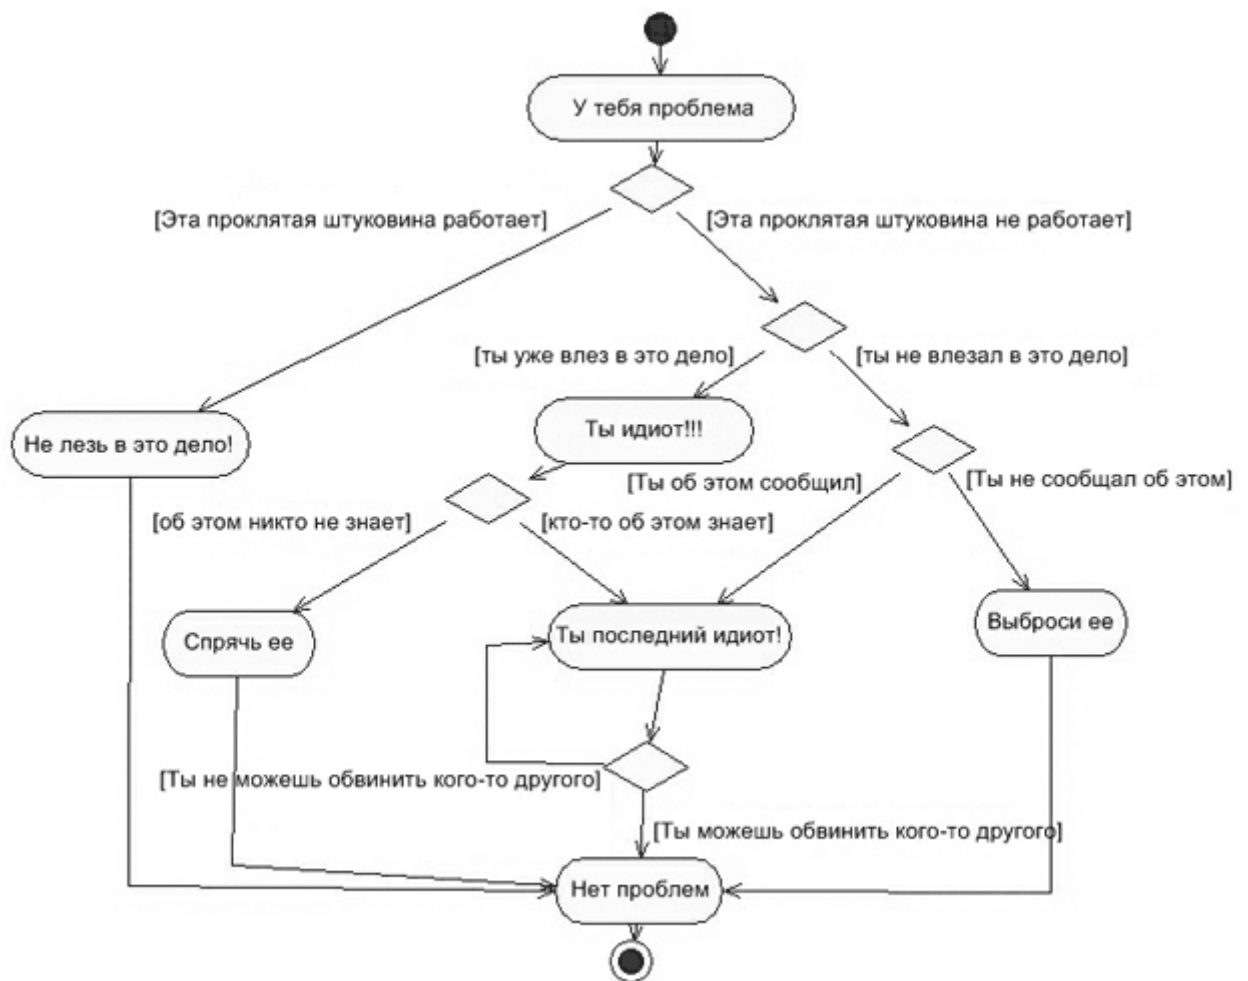 У тебя проблема
[Эта проклятая штуковина работает]
[Эта проклятая штуковина не работает]
[ты уже влез в это дело]
[ты не влезал в это дело]
Ты идиот!!!
Не лезь в это дело!
[Ты об этом сообщил]
[Ты не сообщал об этом]
[об этом никто не знает]
[кто-то об этом знает]
Спрячь ее
Ты последний идиот!
Выброси ее
[Ты не можешь обвинить кого-то другого]
[Ты можешь обвинить кого-то другого]
Нет проблем